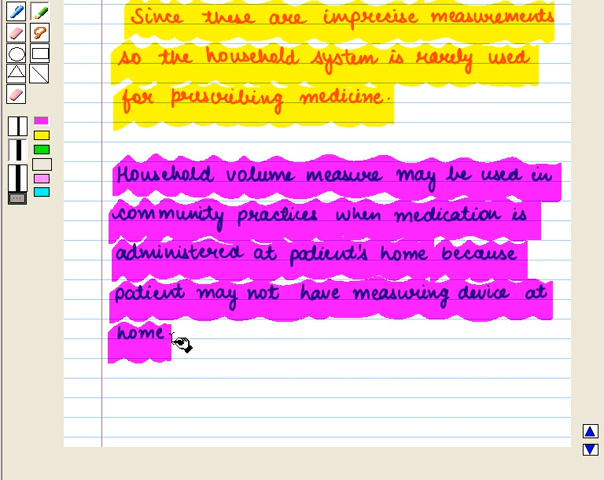 Since these are imprecise measurements
so the household system is rarely used
for prescribing medicine.
Household volume measure may be used in
community practices when medication is
administered at patient's home because
patient may not have measuring device at
home.